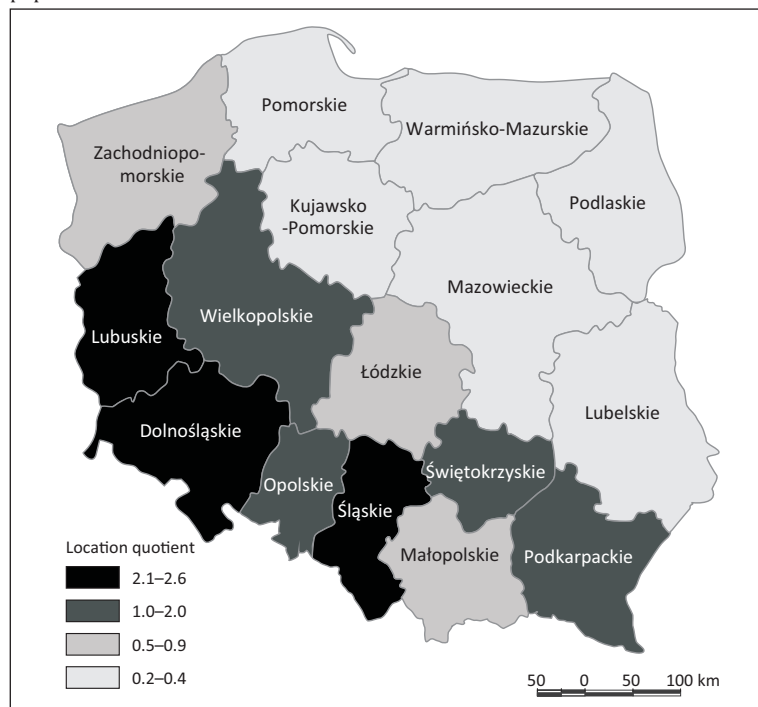 Pomorskie
Warmińsko-Mazurskie
Zachodniopo-
morskie
Podlaskie
Kujawsko
-Pomorskie
Mazowieckie
Wielkopolskie
Lubuskie
Łódzkie
Lubelskie
Dolnośląskie
Świętokrzyskie
Opolskie
Śląskie
Małopolskie
Podkarpackie
Location quotient
2.1–2.6
1.0–2.0
0.5–0.9
0.2–0.4
50 0 50 100 km